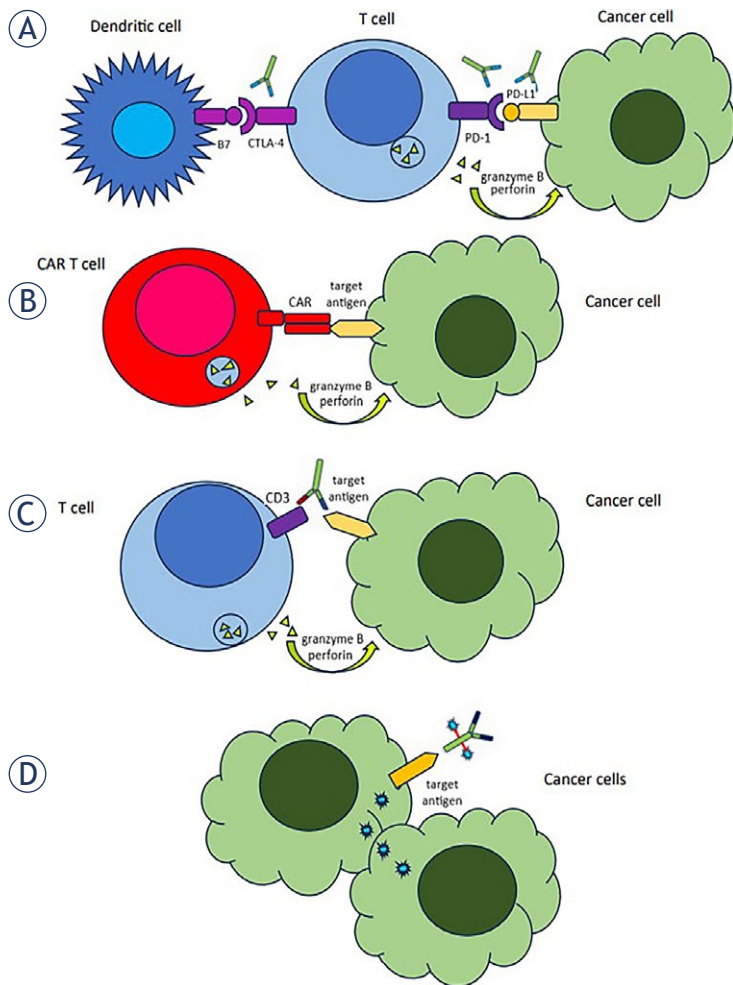 A
Dendritic cell
T cell
Cancer cell
B7
CTLA-4
PD-1
PD-L1
granzyme B
perforin
B
CAR T cell
CAR
target
antigen
Cancer cell
granzyme B
perforin
C
T cell
CD3
target
antigen
Cancer cell
granzyme B
perforin
D
target
antigen
Cancer cells